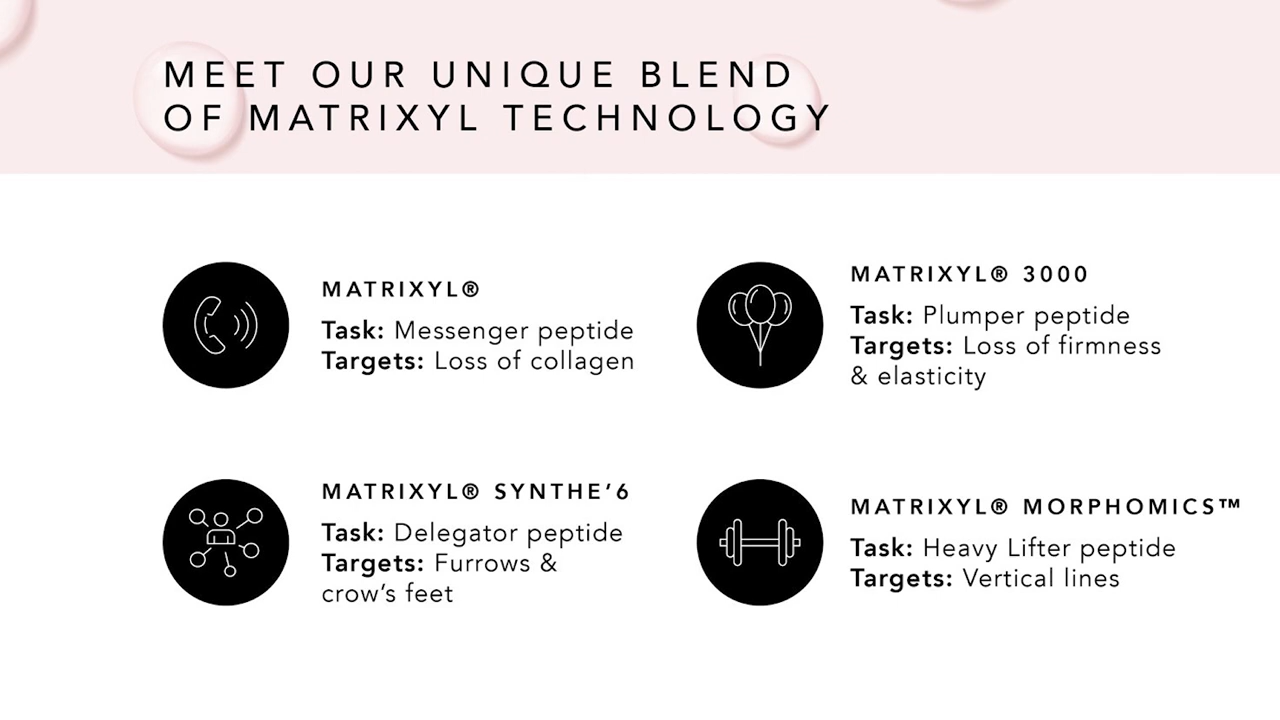 MEET OUR UNIQUE BLEND
OF MATRIXYL TECHNOLOGY
MATRIXYL®
Task: Messenger peptide
Targets: Loss of collagen
MATRIXYL® 3000
Task: Plumper peptide
Targets: Loss of firmness
& elasticity
MATRIXYL® SYNTHE’6
Task: Delegator peptide
Targets: Furrows &
crow’s feet
MATRIXYL® MORPHOMICS™
Task: Heavy Lifter peptide
Targets: Vertical lines